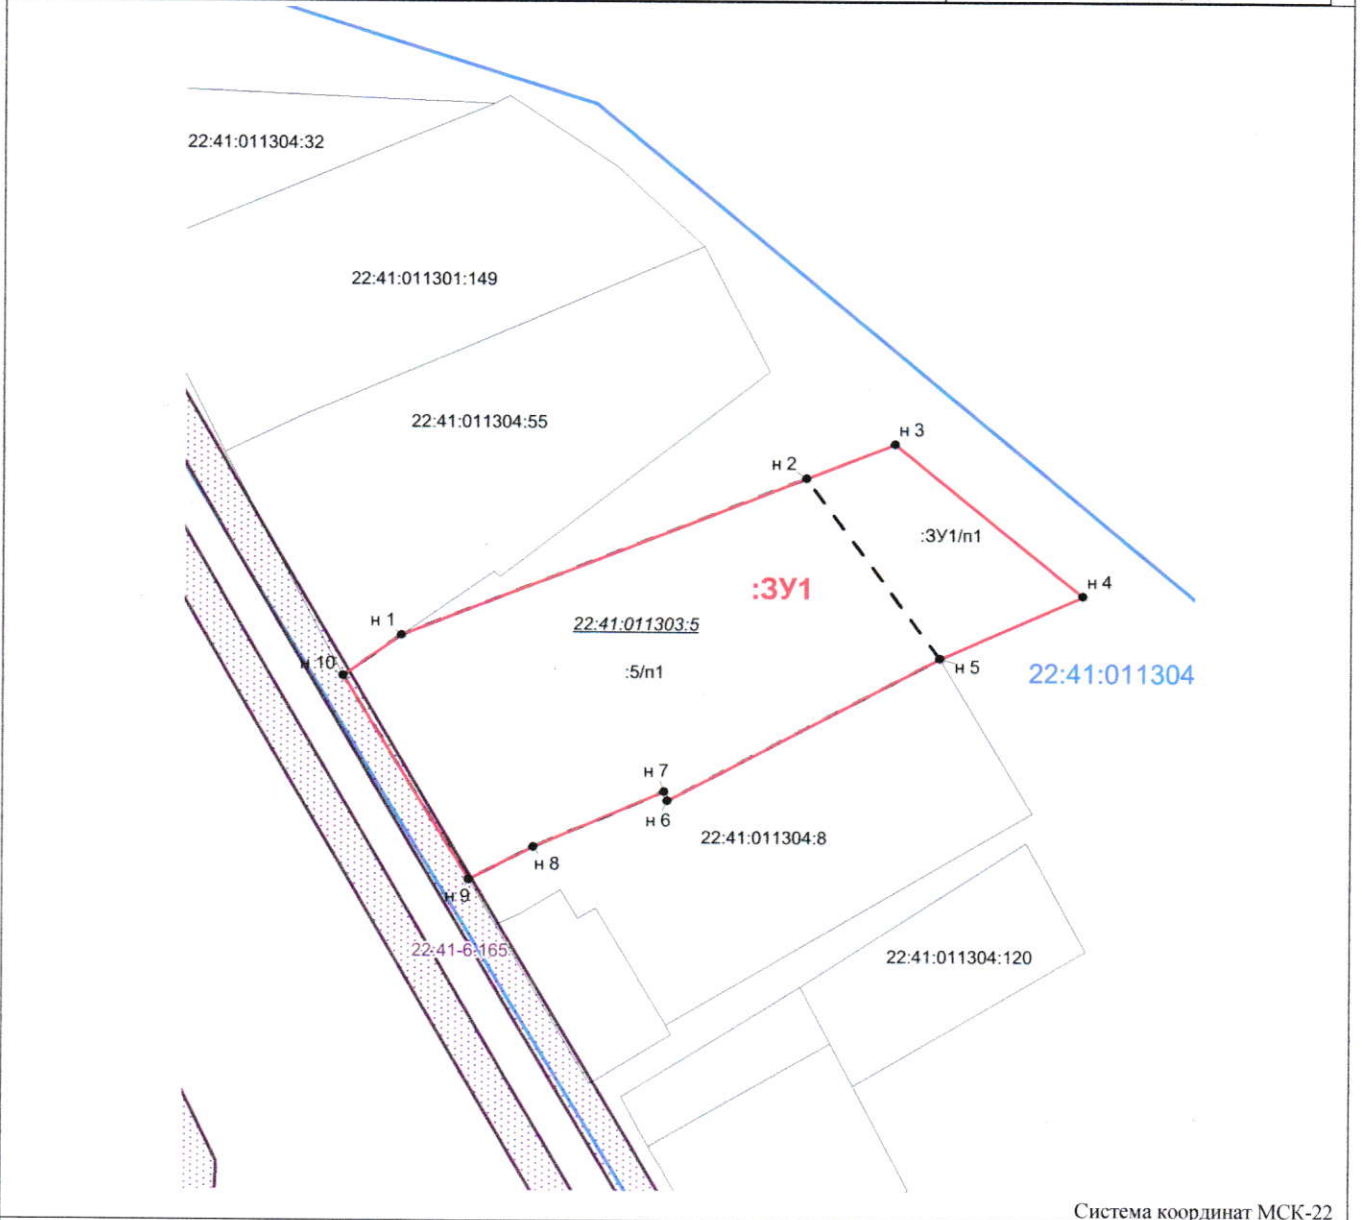 22:41:011304:32
22:41:011301:149
22:41:011304:55
н 3
н 2
:ЗУ1/п1
:ЗУ1
н 4
н 1
22:41:011303:5
н 10
:5/п1
н 5
22:41:011304
н 7
н 6
22:41:011304:8
н 8
н 9
22:41-6.165
22:41:011304:120
Система координат МСК-22